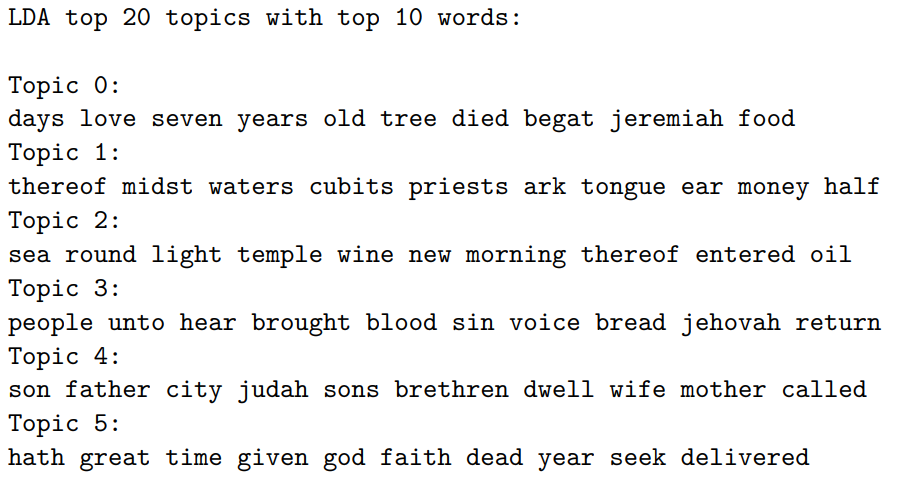 LDA top 20 topics with top 10 words:
Topic 0:
days love seven years old tree died begat jeremiah food
Topic 1:
thereof midst waters cubits priests ark tongue ear money half
Topic 2:
sea round light temple wine new morning thereof entered oil
Topic 3:
people unto hear brought blood sin voice bread jehovah return
Topic 4:
son father city judah sons brethren dwell wife mother called
Topic 5:
hath great time given god faith dead year seek delivered